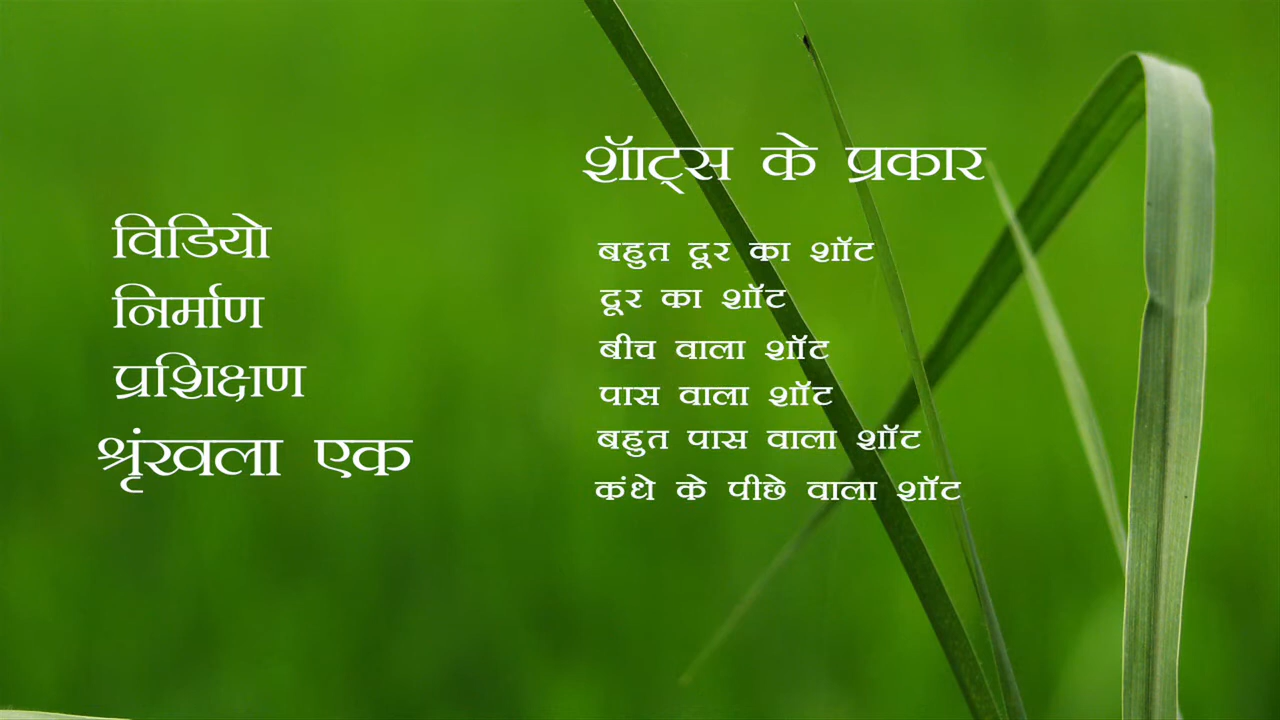 विडियो
निर्माण
प्रशिक्षण
श्रृंखला एक
शॅाट्स के प्रकार
बहुत दूर का शॉट
दूर का शॉट
बीच वाला शॉट
पास वाला शॉट
बहुत पास वाला शॉट
कंधे के पीछे वाला शॉट